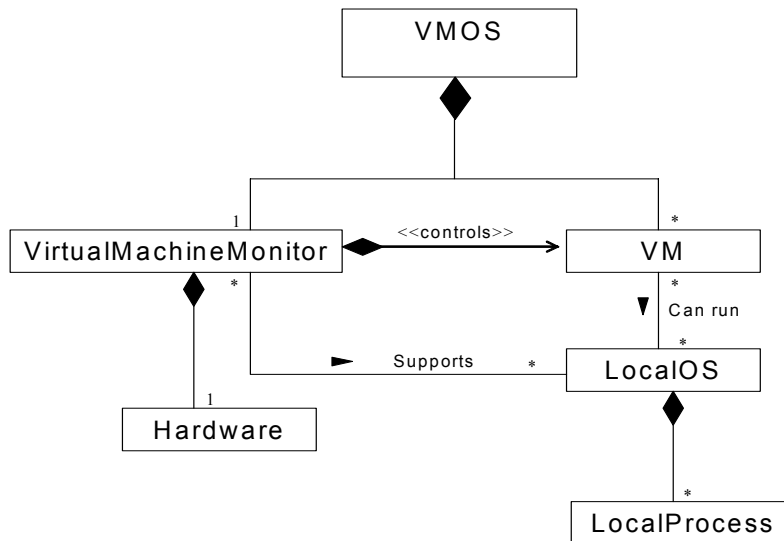 VMOS
1
*
<<controls>>
VirtualMachineMonitor
VM
*
*
Can run
*
Supports
*
LocalOS
1
Hardware
*
LocalProcess